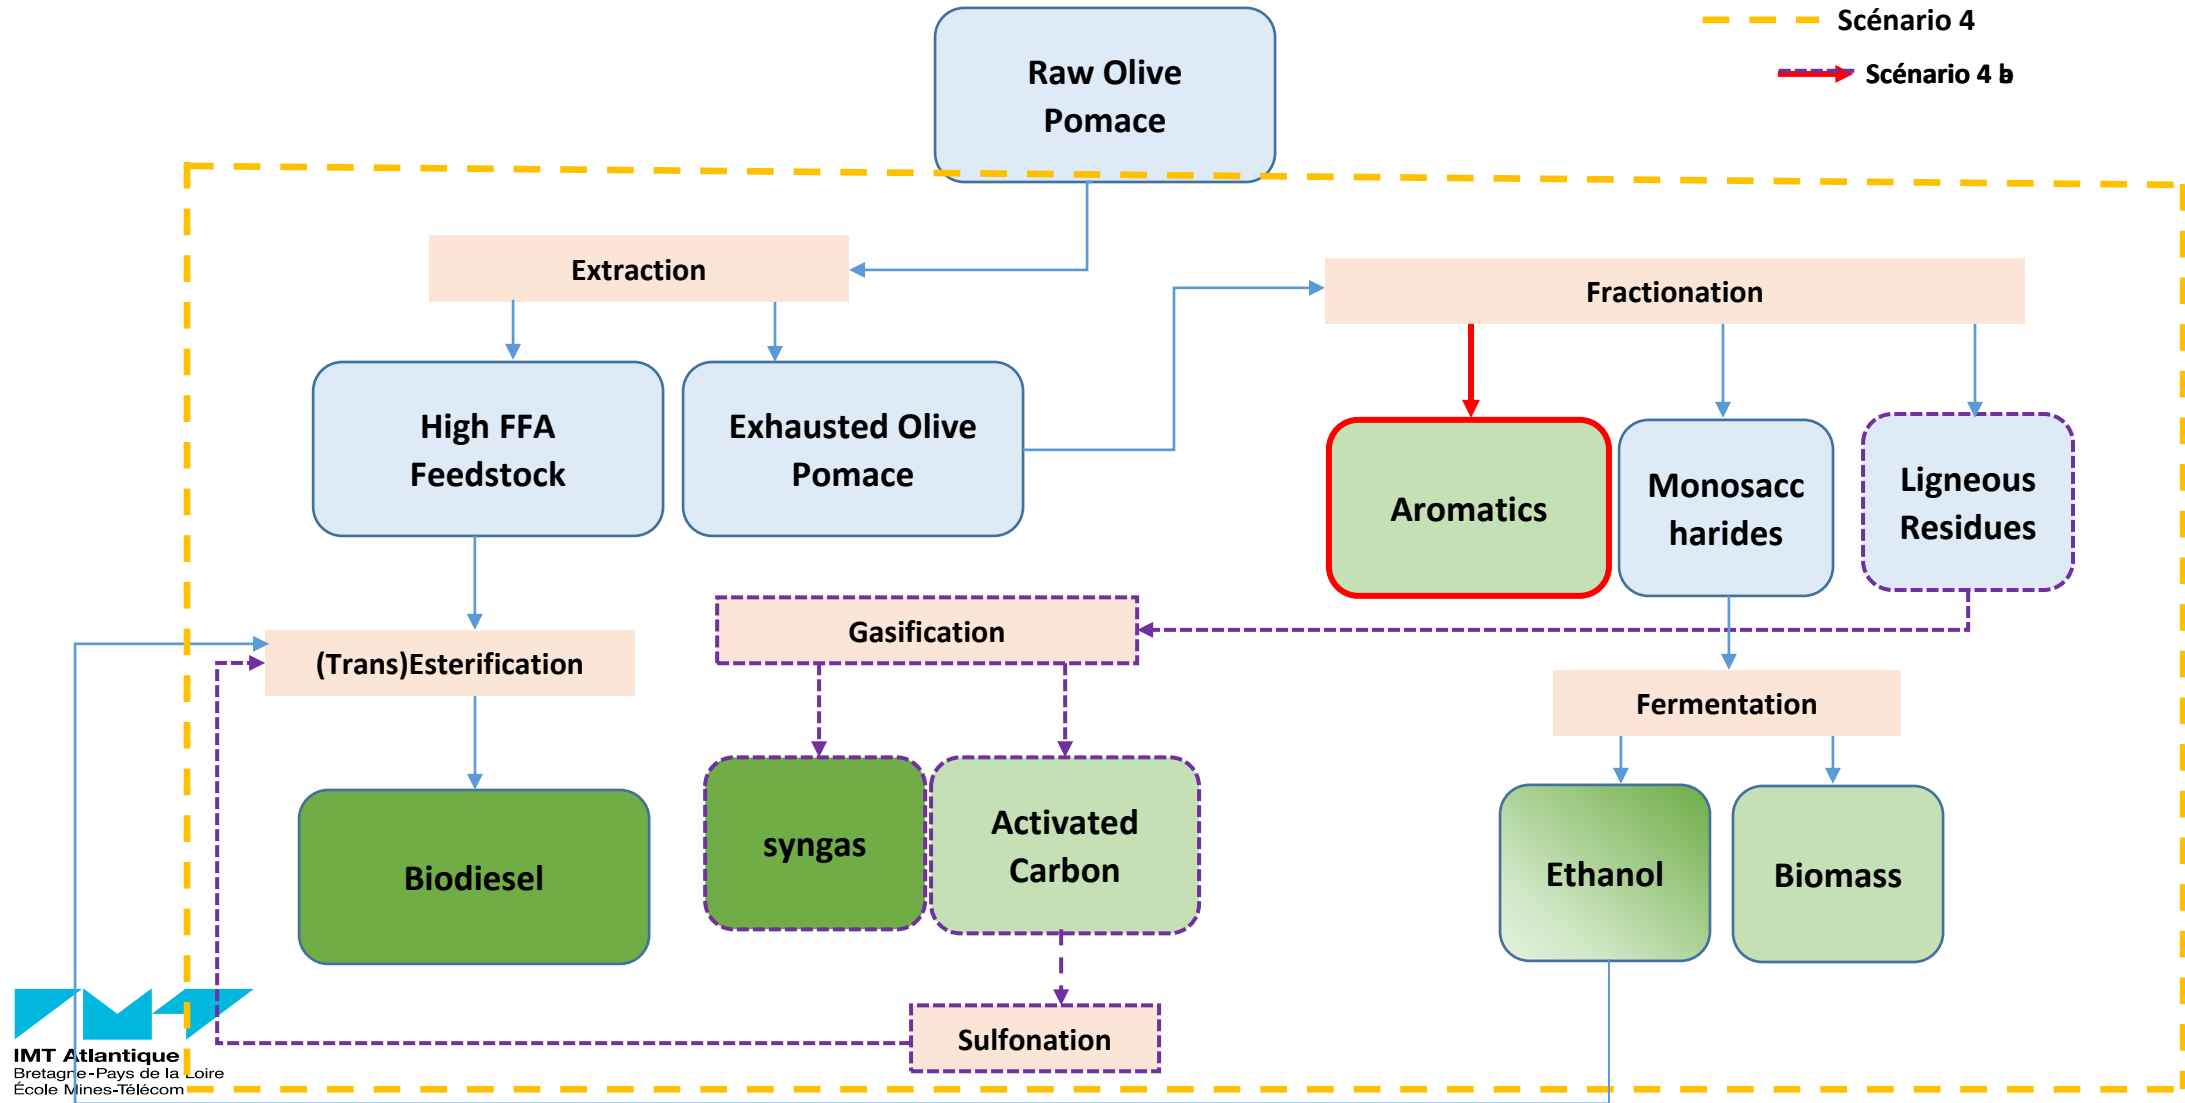 Scénario 4
Scénario 4
Raw Olive
Pomace
Extraction
Fractionation
High FFA
Feedstock
Exhausted Olive
Pomace
Aromatics
Monosacc
harides
Ligneous
Residues
Gasification
(Trans)Esterification
Fermentation
Biodiesel
syngas
Activated
Carbon
Ethanol
Biomass
Sulfonation
IMT Atlantique
Bretagne-Pays de la Loire
École Mines-Télécom